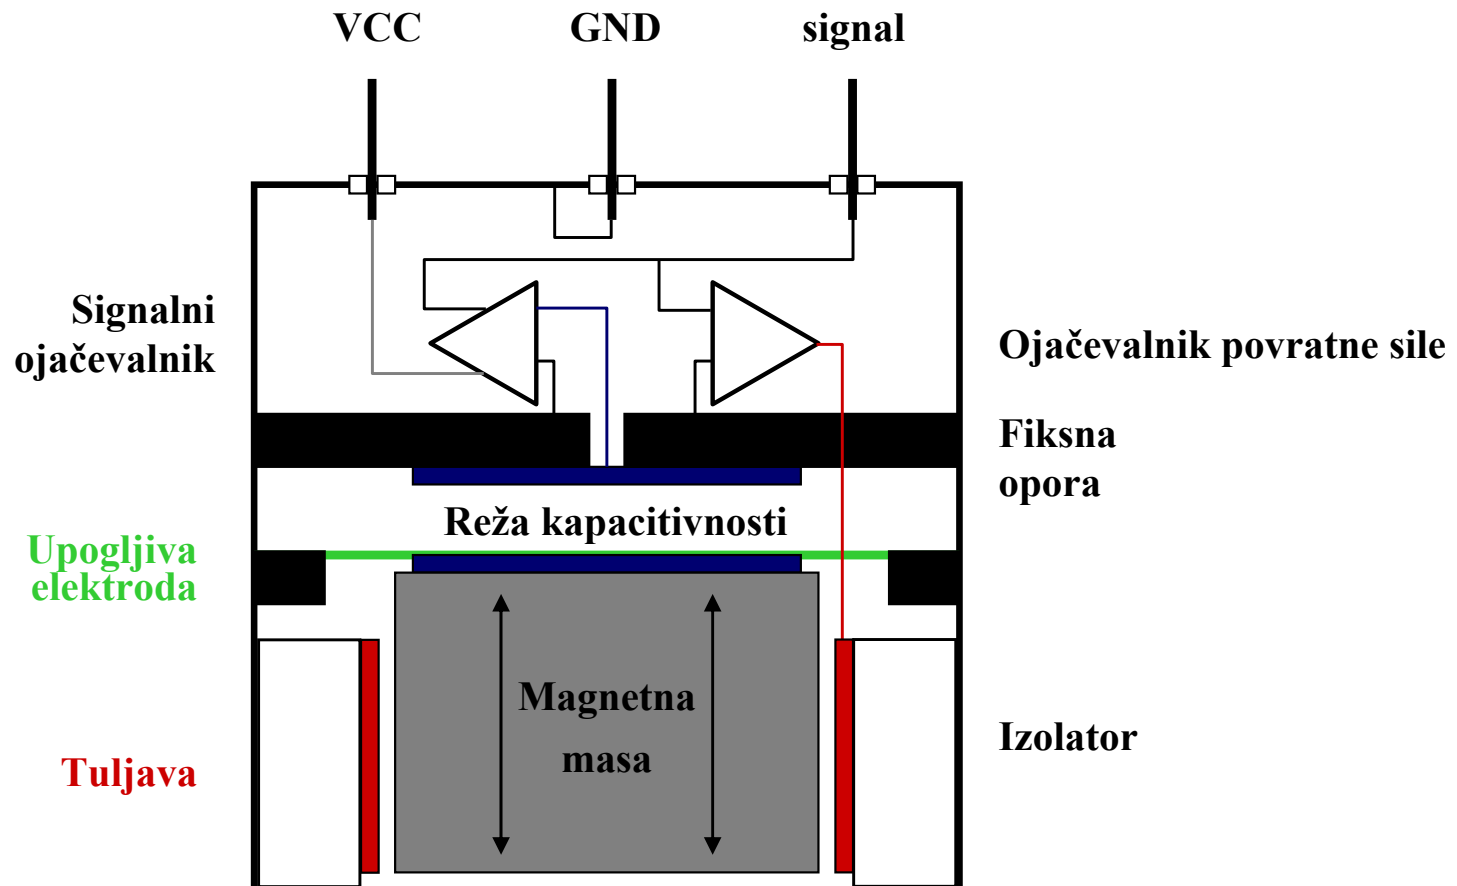 VCC
GND
signal
Signalni
ojačevalnik
Ojačevalnik povratne sile
Fiksna
opora
Reža kapacitivnosti
Upogljiva
elektroda
Magnetna
masa
Izolator
Tuljava